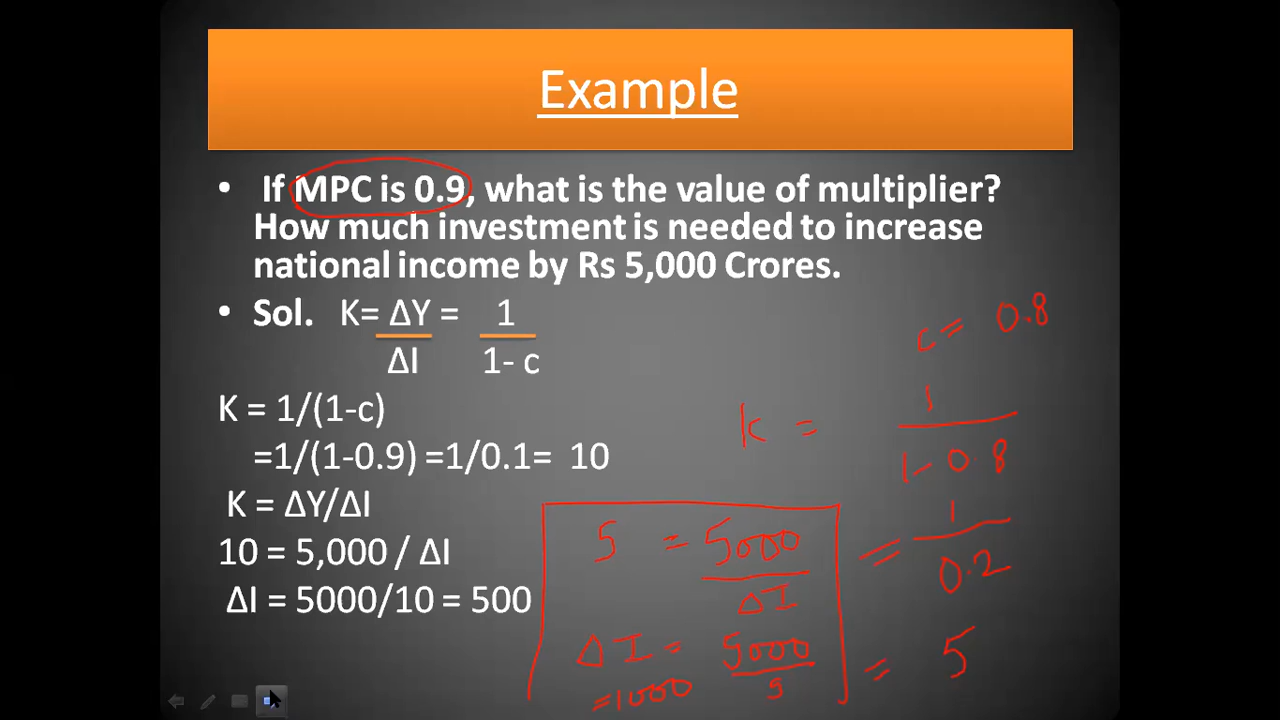 Example
• If MPC is 0.9, what is the value of multiplier?
How much investment is needed to increase
national income by Rs 5,000 Crores.
• Sol. K= ΔY = 1
ΔI 1- c
K = 1/(1-c)
=1/(1-0.9) =1/0.1= 10
K = ΔY/ΔI
10 = 5,000 / ΔI
ΔI = 5000/10 = 500
c = 0.8
k = 1
1-0.8
= 1
0.2
= 5
5 = 5000
ΔI
ΔI = 5000
5
=1000